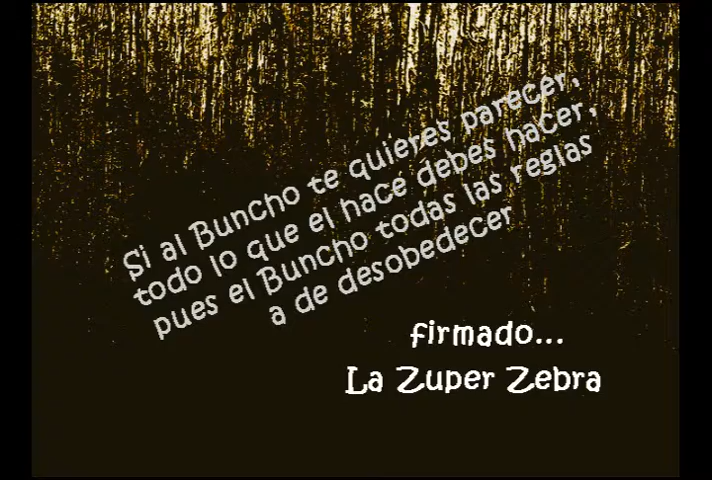 Si al Buncho te quieres parecer,
todo lo que el hace debes hacer,
pues el Buncho todas las reglas
a de desobedecer
firmado...
La Zuper Zebra